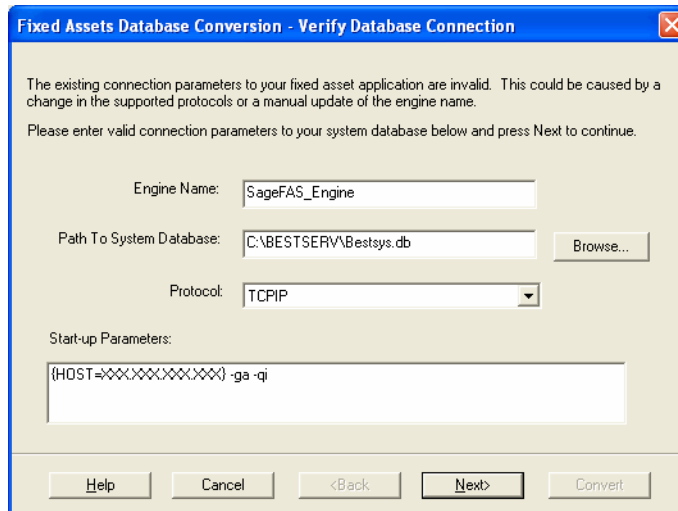 Fixed Assets Database Conversion - Verify Database Connection
The existing connection parameters to your fixed asset application are invalid. This could be caused by a
change in the supported protocols or a manual update of the engine name.
Please enter valid connection parameters to your system database below and press Next to continue.
Engine Name: SageFAS_Engine
Path To System Database: C:\BESTSERV\Bestsys.db Browse...
Protocol: TCPIP
Start-up Parameters:
{HOST=XXX.XXX.XXX.XXX} -ga -qi
Help Cancel <Back Next> Convert